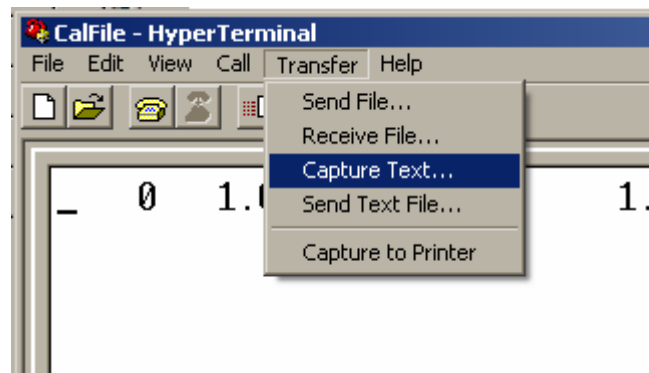 CalFile - HyperTerminal
File Edit View Call Transfer Help
Send File...
Receive File...
Capture Text...
_ 0 1. 1.
Send Text File...
Capture to Printer